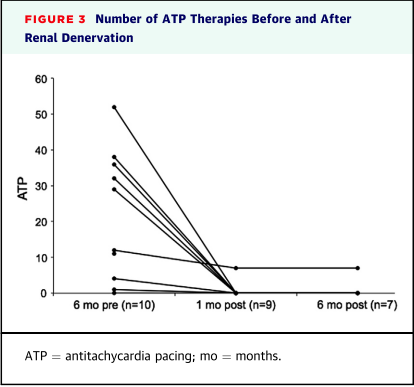 FIGURE 3 Number of ATP Therapies Before and After
Renal Denervation
60
50
40
30
20
10
0
ATP
6 mo pre (n=10) 1 mo post (n=9) 6 mo post (n=7)
ATP = antitachycardia pacing; mo = months.